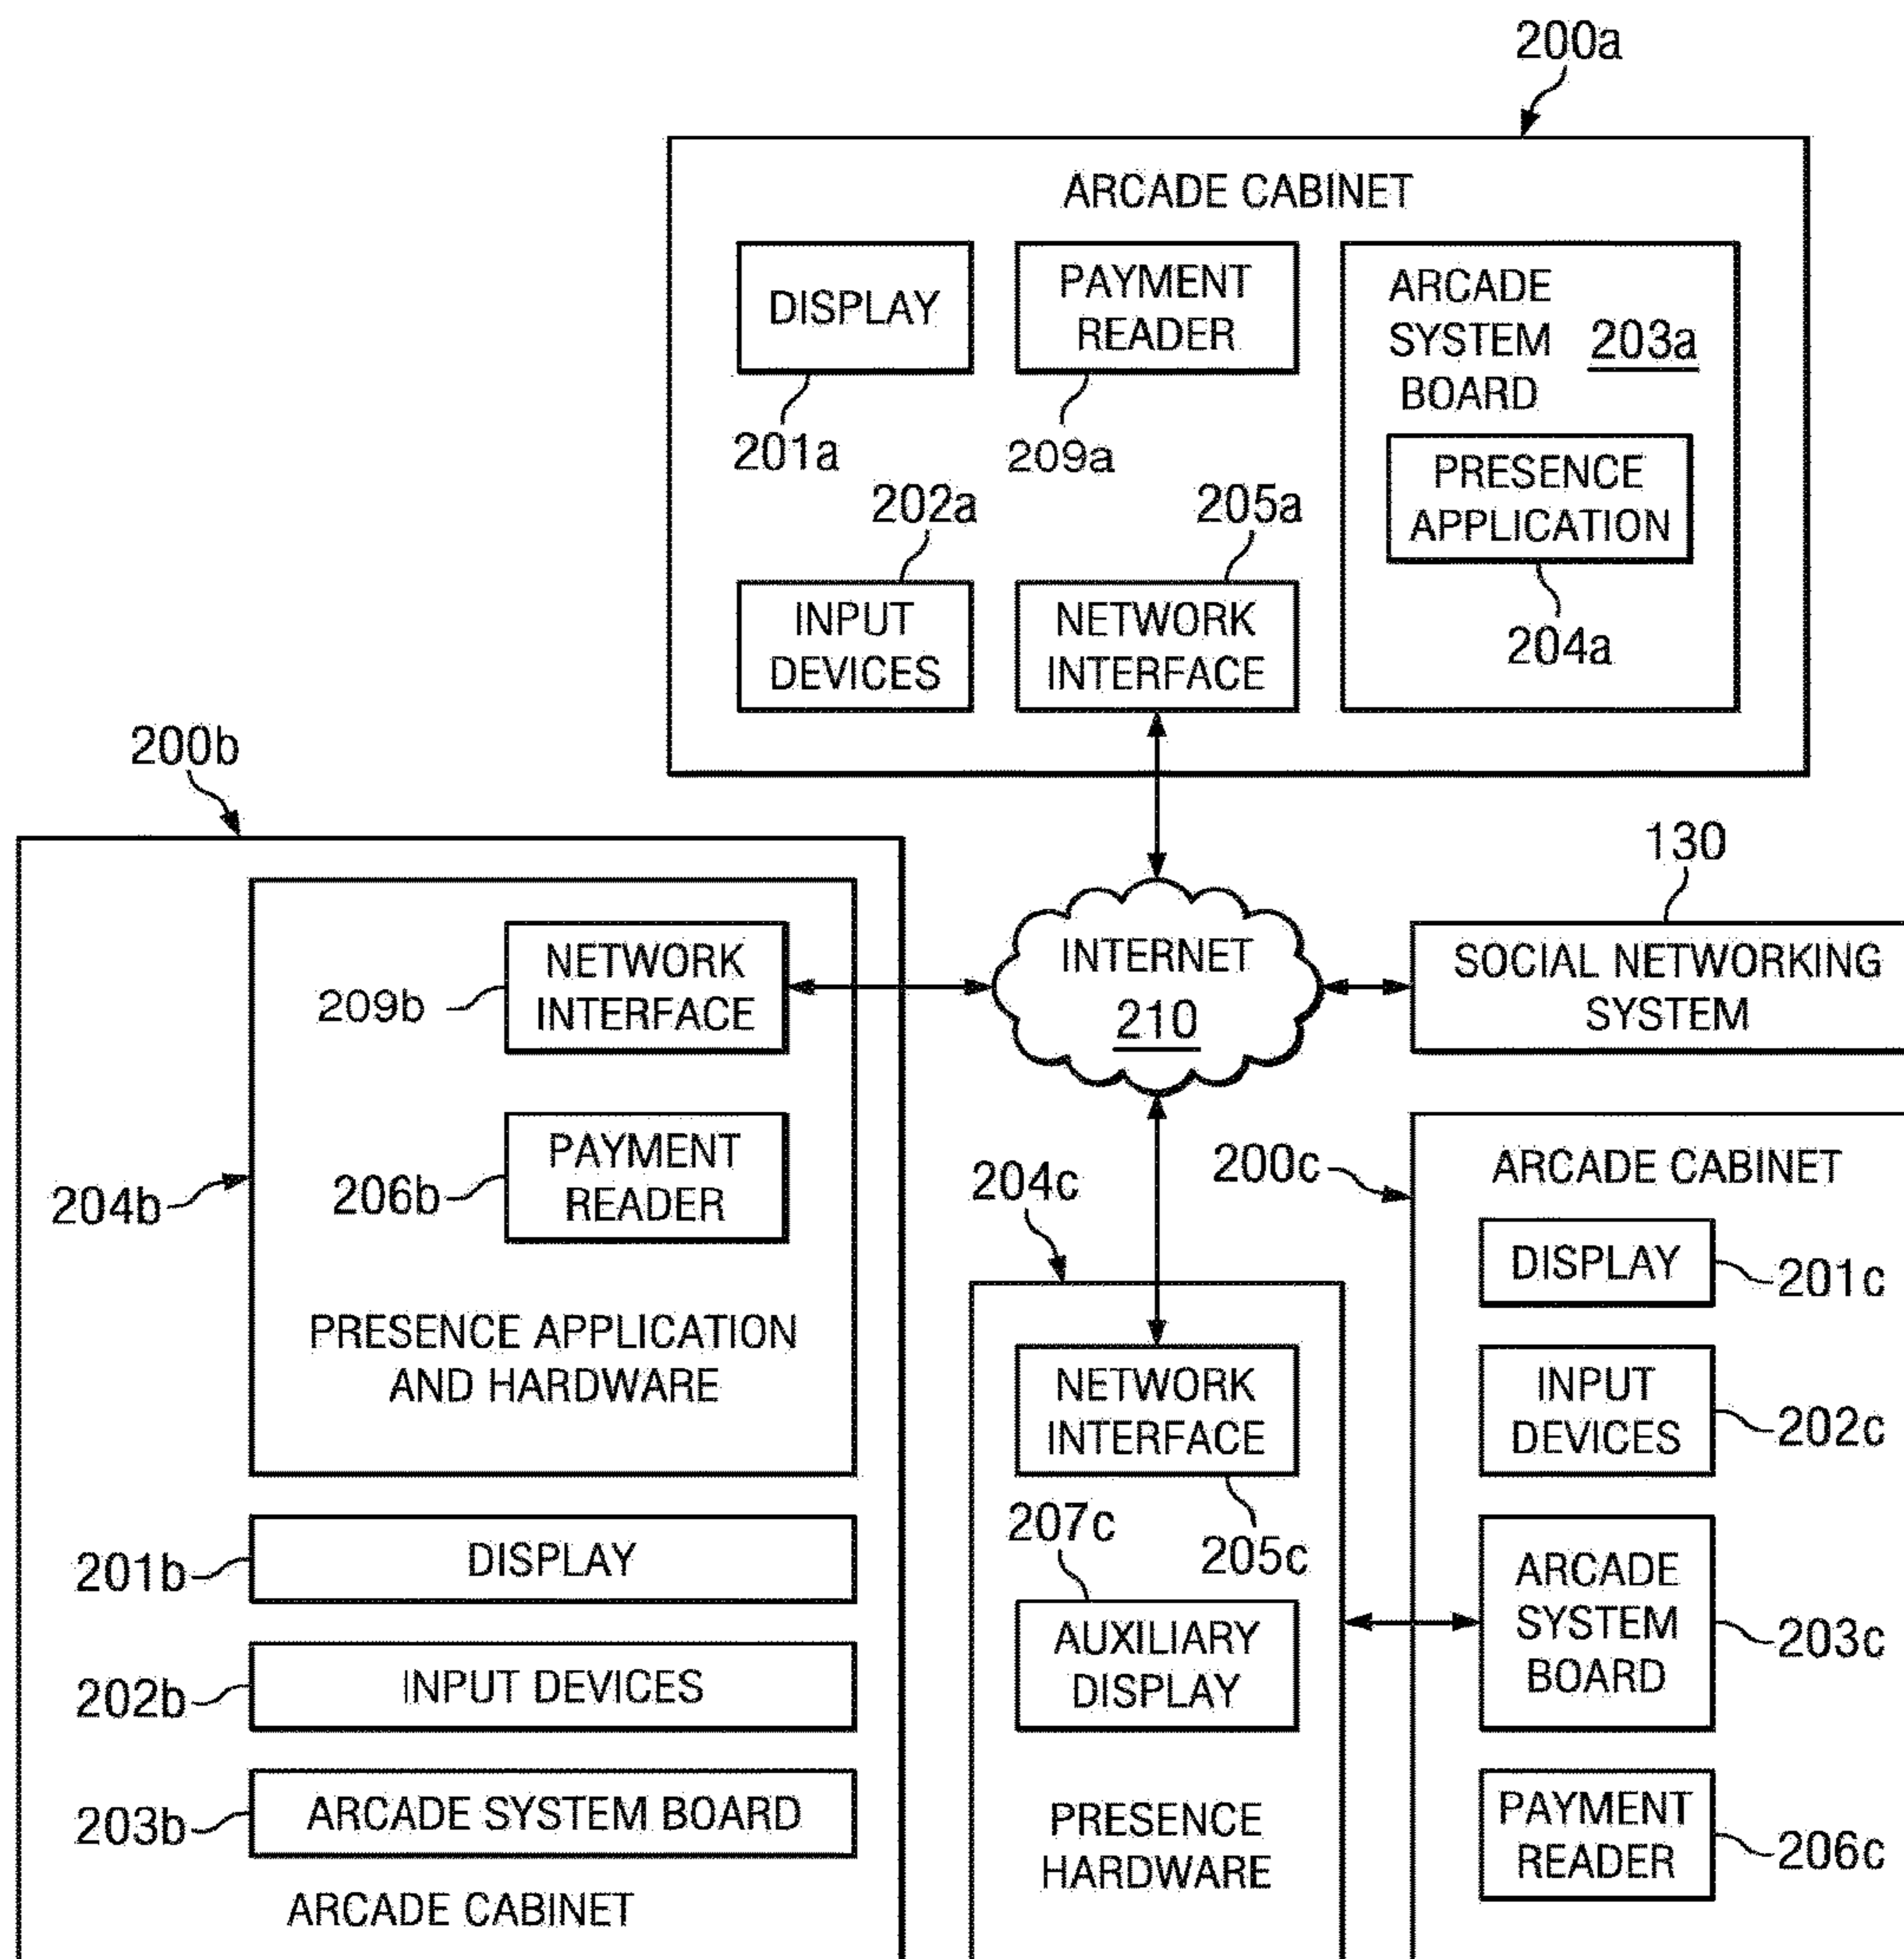 200a
ARCADE CABINET
DISPLAY
201a
PAYMENT
READER
209a
ARCADE
SYSTEM
BOARD
203a
PRESENCE
APPLICATION
204a
202a
INPUT
DEVICES
205a
NETWORK
INTERFACE
200b
NETWORK
INTERFACE
209b
PAYMENT
READER
206b
204b
PRESENCE APPLICATION
AND HARDWARE
201b
DISPLAY
202b
INPUT DEVICES
203b
ARCADE SYSTEM BOARD
ARCADE CABINET
INTERNET
210
130
SOCIAL NETWORKING
SYSTEM
204c
NETWORK
INTERFACE
205c
207c
AUXILIARY
DISPLAY
PRESENCE
HARDWARE
200c
ARCADE CABINET
DISPLAY
201c
INPUT
DEVICES
202c
ARCADE
SYSTEM
BOARD
203c
PAYMENT
READER
206c